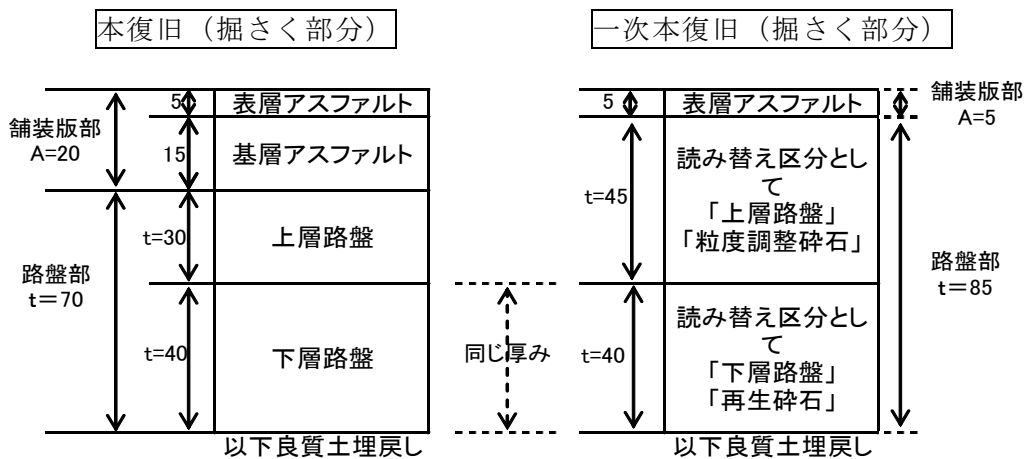 本復旧（掘さく部分）
舗装版部
A=20
5
表層アスファルト
15
基層アスファルト
路盤部
t＝70
t=30
上層路盤
t=40
下層路盤
以下良質土埋戻し
同じ厚み
一次本復旧（掘さく部分）
5
表層アスファルト
舗装版部
A=5
t=45
読み替え区分とし
て
「上層路盤」
「粒度調整砕石」
路盤部
t=85
t=40
読み替え区分とし
て
「下層路盤」
「再生砕石」
以下良質土埋戻し